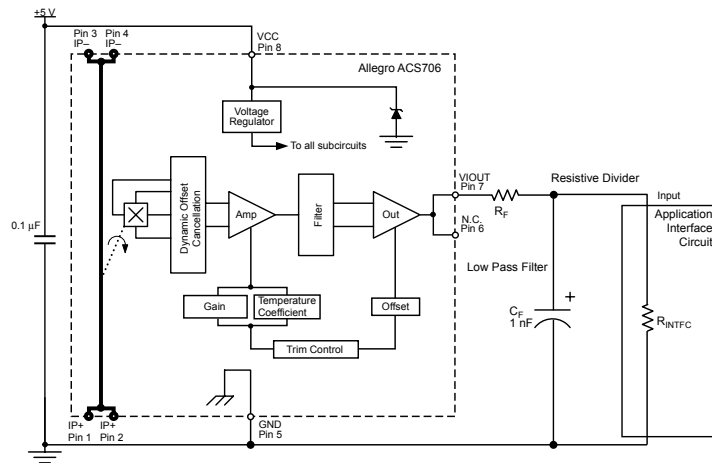 +5 V
Pin 3 Pin 4
IP– IP–
VCC
Pin 8
Allegro ACS706
Voltage
Regulator
To all subcircuits
0.1 µF
Dynamic Offset
Cancellation
Amp
Filter
Out
VIOUT
Pin 7
N.C.
Pin 6
RF
Resistive Divider
Input
Application
Interface
Circuit
Low Pass Filter
Gain
Temperature
Coefficient
Offset
Trim Control
CF
1 nF
+
RINTFC
IP+ IP+
Pin 1 Pin 2
GND
Pin 5